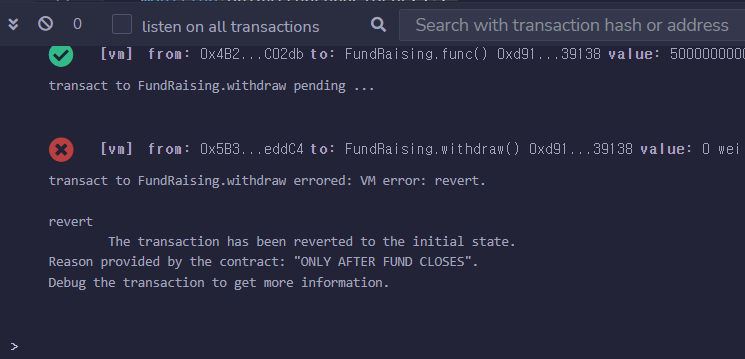 0 listen on all transactions Search with transaction hash or address
[vm] from: 0x4B2...C02db to: FundRaising.func() 0xd91...39138 value: 5000000000
transact to FundRaising.withdraw pending ...
[vm] from: 0x5B3...eddC4 to: FundRaising.withdraw() 0xd91...39138 value: 0 wei
transact to FundRaising.withdraw errored: VM error: revert.
revert
The transaction has been reverted to the initial state.
Reason provided by the contract: "ONLY AFTER FUND CLOSES".
Debug the transaction to get more information.
>